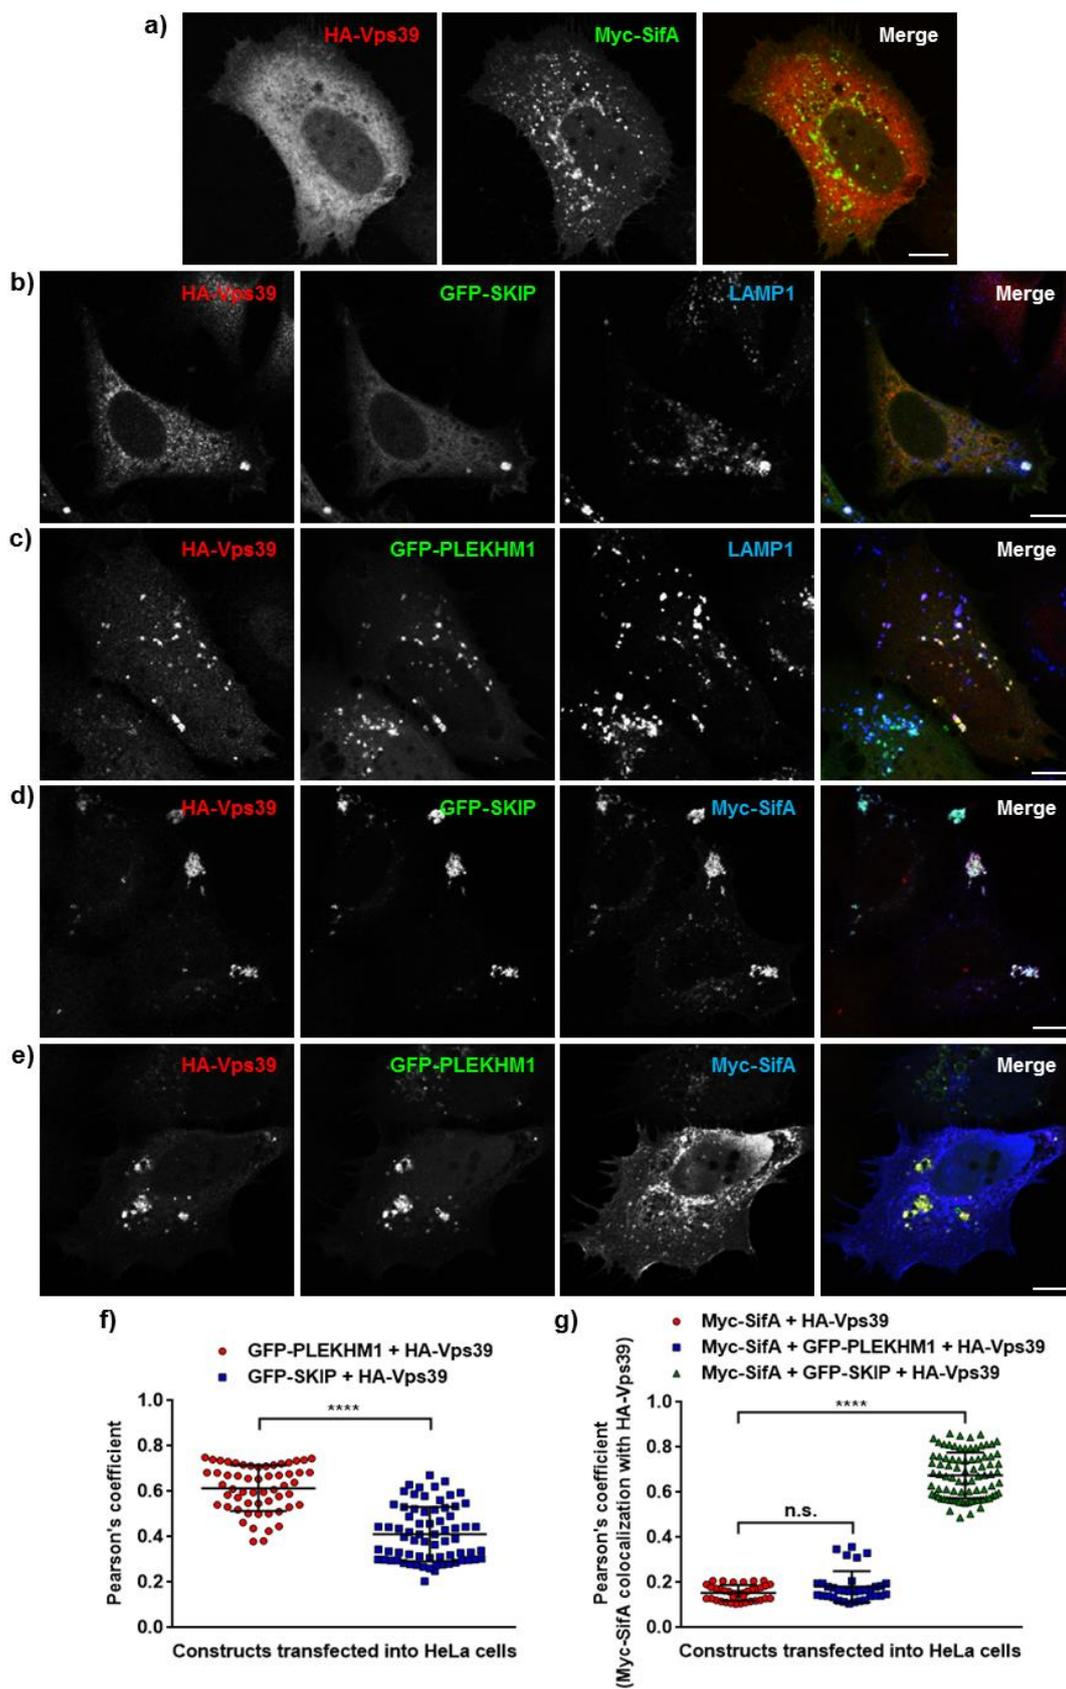 a)
HA-Vps39
Myc-SifA
Merge
b)
HA-Vps39
GFP-SKIP
LAMP1
Merge
c)
HA-Vps39
GFP-PLEKHM1
LAMP1
Merge
d)
HA-Vps39
GFP-SKIP
Myc-SifA
Merge
e)
HA-Vps39
GFP-PLEKHM1
Myc-SifA
Merge
f)
GFP-PLEKHM1 + HA-Vps39
GFP-SKIP + HA-Vps39
Pearson's coefficient
1.0
0.8
0.6
0.4
0.2
0.0
****
Constructs transfected into HeLa cells
g)
Myc-SifA + HA-Vps39
Myc-SifA + GFP-PLEKHM1 + HA-Vps39
Myc-SifA + GFP-SKIP + HA-Vps39
Pearson's coefficient
(Myc-SifA colocalization with HA-Vps39)
1.0
0.8
0.6
0.4
0.2
0.0
****
n.s.
Constructs transfected into HeLa cells